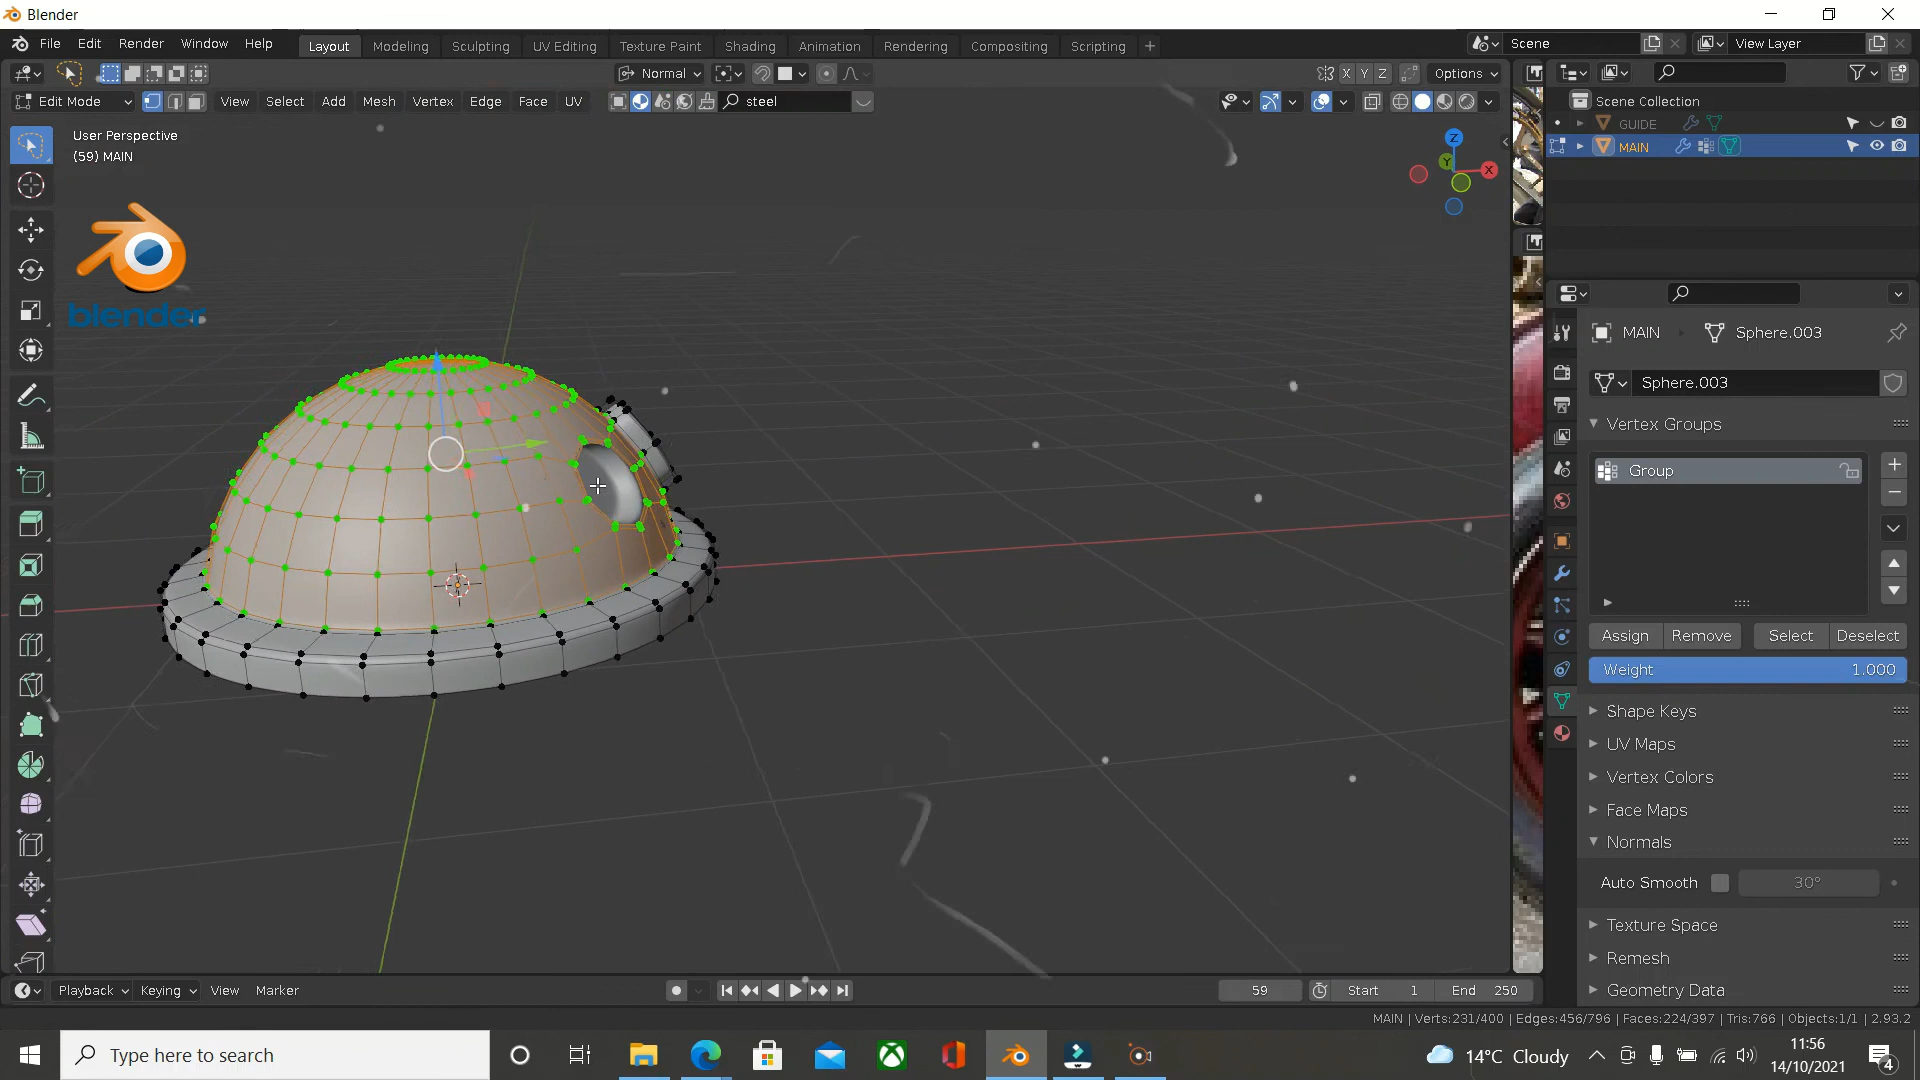 Blender
File Edit Render Window Help Layout Modeling Sculpting UV Editing Texture Paint Shading Animation Rendering Compositing Scripting + Scene View Layer
Normal X Y Z Options
Edit Mode View Select Add Mesh Vertex Edge Face UV steel
Scene Collection
GUIDE
MAIN
User Perspective
(59) MAIN
Z
Y
X
blender
MAIN Sphere.003
Sphere.003
Vertex Groups
Group
Assign Remove Select Deselect
Weight 1.000
Shape Keys
UV Maps
Vertex Colors
Face Maps
Normals
Auto Smooth 30°
Texture Space
Remesh
Geometry Data
Playback Keying View Marker 59 Start 1 End 250
MAIN | Verts:231/400 | Edges:456/796 | Faces:224/397 | Tris:766 | Objects:1/1 | 2.93.2
Type here to search 14°C Cloudy 11:56
14/10/2021
4